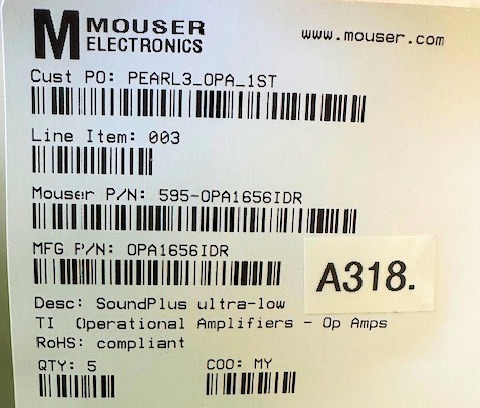 M MOUSER
ELECTRONICS
www.mouser.com
Cust PO: PEARL3_OPA_1ST
Line Item: 003
Mouser P/N: 595-OPA1656IDR
MFG P/N: OPA1656IDR
A318.
Desc: SoundPlus ultra-low
TI Operational Amplifiers - Op Amps
RoHS: compliant
QTY: 5 COO: MY